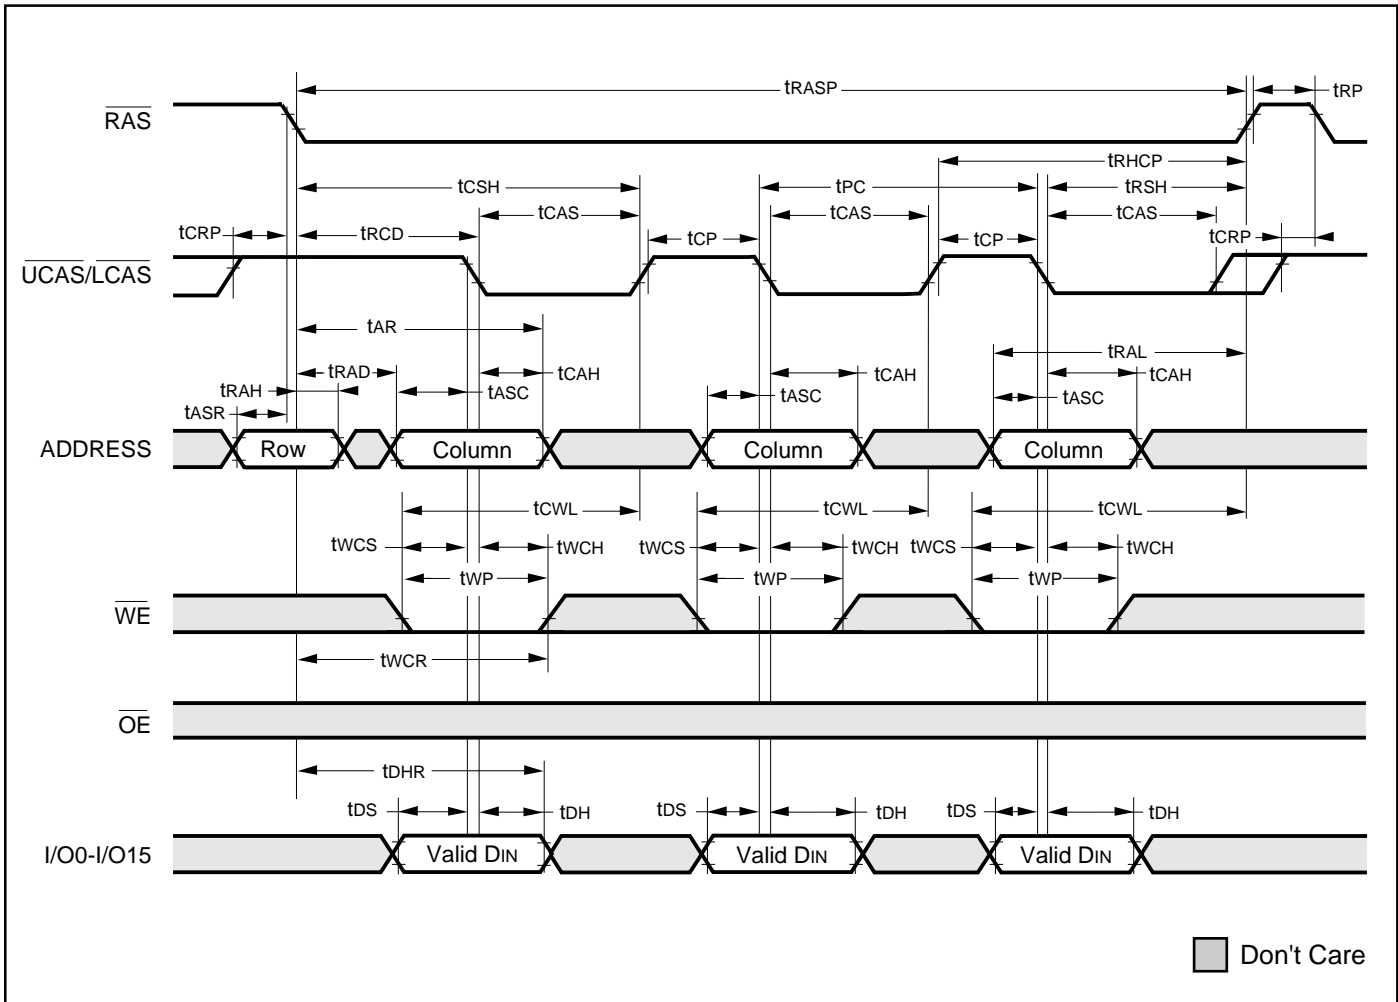 tRASP tRP
RAS
tRHCP
tCSH tPC tRSH
tCAS tCAS tCAS
tCRP tRCD tCP tCP tCRP
UCAS/LCAS
tAR
tRAL
tRAD tCAH tCAH tCAH
tRAH tASC tASC tASC
tASR
ADDRESS Row Column Column Column
tCWL tCWL tCWL
tWCS tWCH tWCS tWCH tWCS tWCH
tWP tWP tWP
WE
tWCR
OE
tDHR
tDS tDH tDS tDH tDS tDH
I/O0-I/O15 Valid DIN Valid DIN Valid DIN
Don't Care